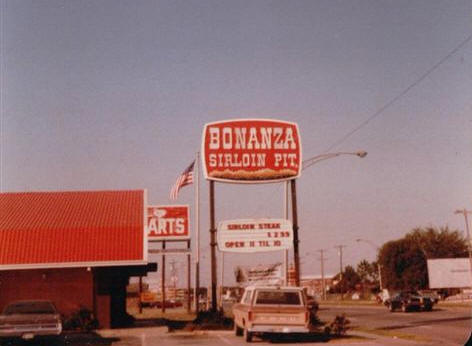 BONANZA
SIRLOIN PIT.
ARTS
SIRLOIN STEAK
2 99
OPEN 11 TIL 10